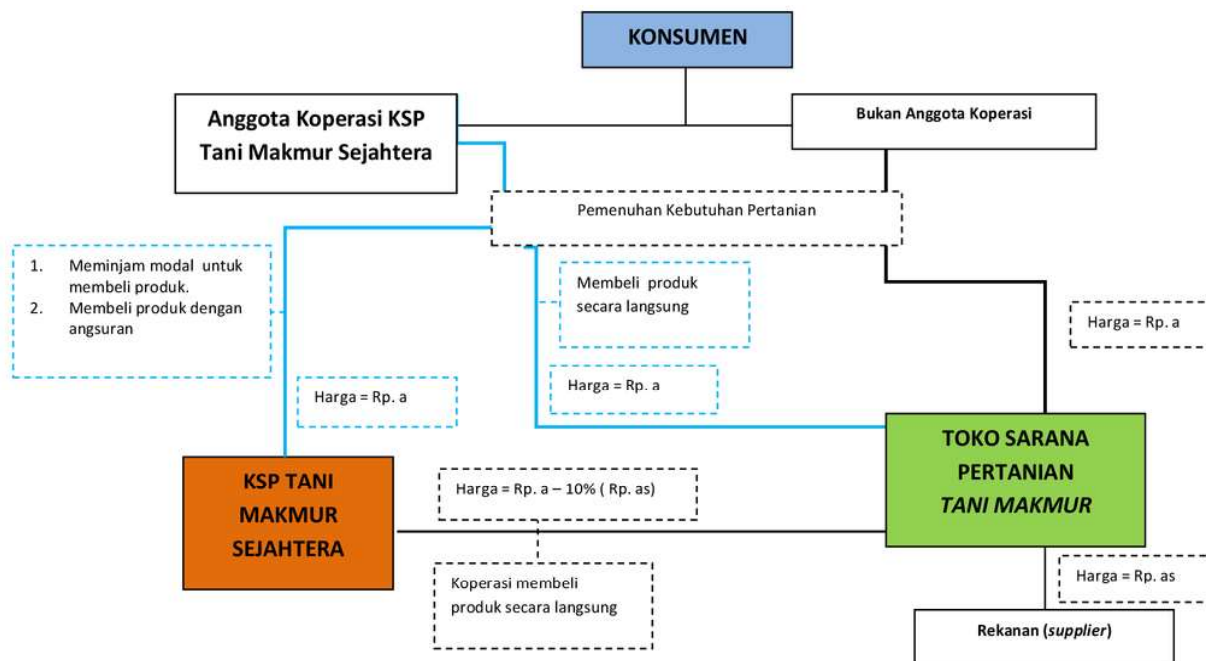 KONSUMEN
Anggota Koperasi KSP
Tani Makmur Sejahtera
Bukan Anggota Koperasi
Pemenuhan Kebutuhan Pertanian
1. Meminjam modal untuk
membeli produk.
2. Membeli produk dengan
angsuran
Membeli produk
secara langsung
Harga = Rp. a
Harga = Rp. a
Harga = Rp. a
KSP TANI
MAKMUR
SEJAHTERA
Harga = Rp. a – 10% ( Rp. as)
TOKO SARANA
PERTANIAN
TANI MAKMUR
Koperasi membeli
produk secara langsung
Harga = Rp. as
Rekanan (supplier)